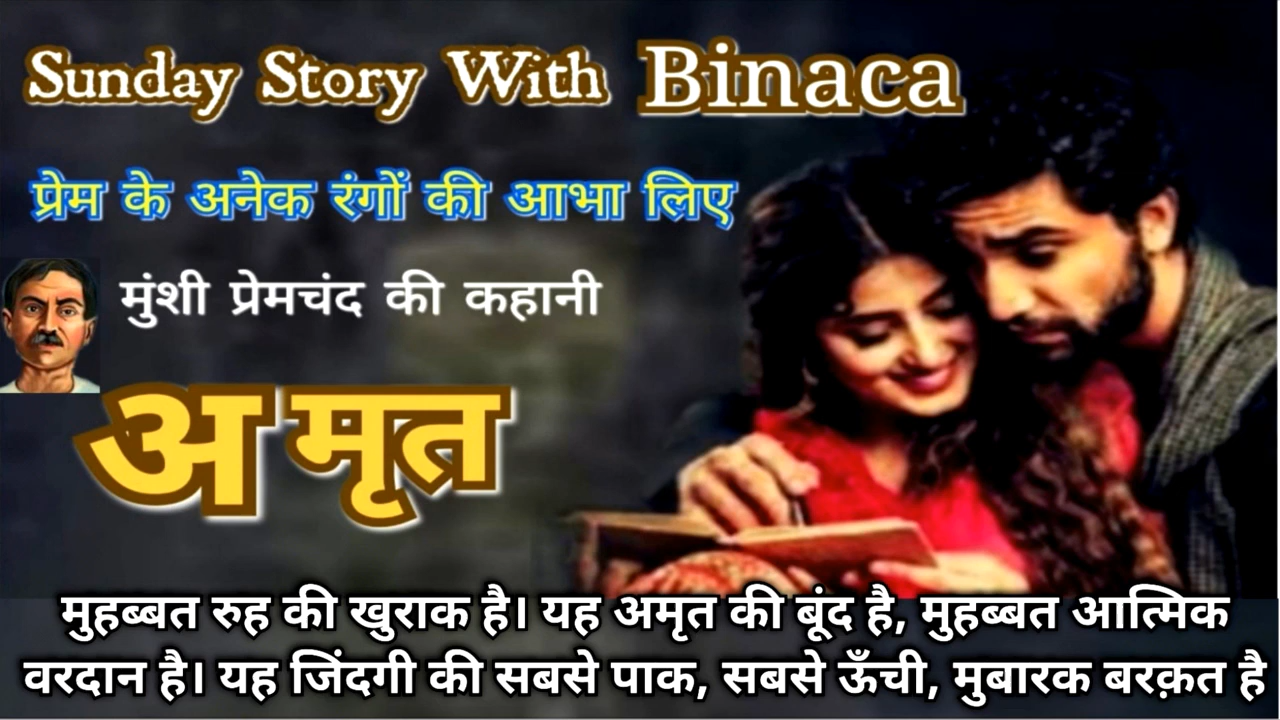 Sunday Story With Binaca
प्रेम के अनेक रंगों की आभा लिए
मुंशी प्रेमचंद की कहानी
अमृत
मुहब्बत रुह की खुराक है। यह अमृत की बूंद है, मुहब्बत आत्मिक
वरदान है। यह जिंदगी की सबसे पाक, सबसे ऊँची, मुबारक बरक़त है